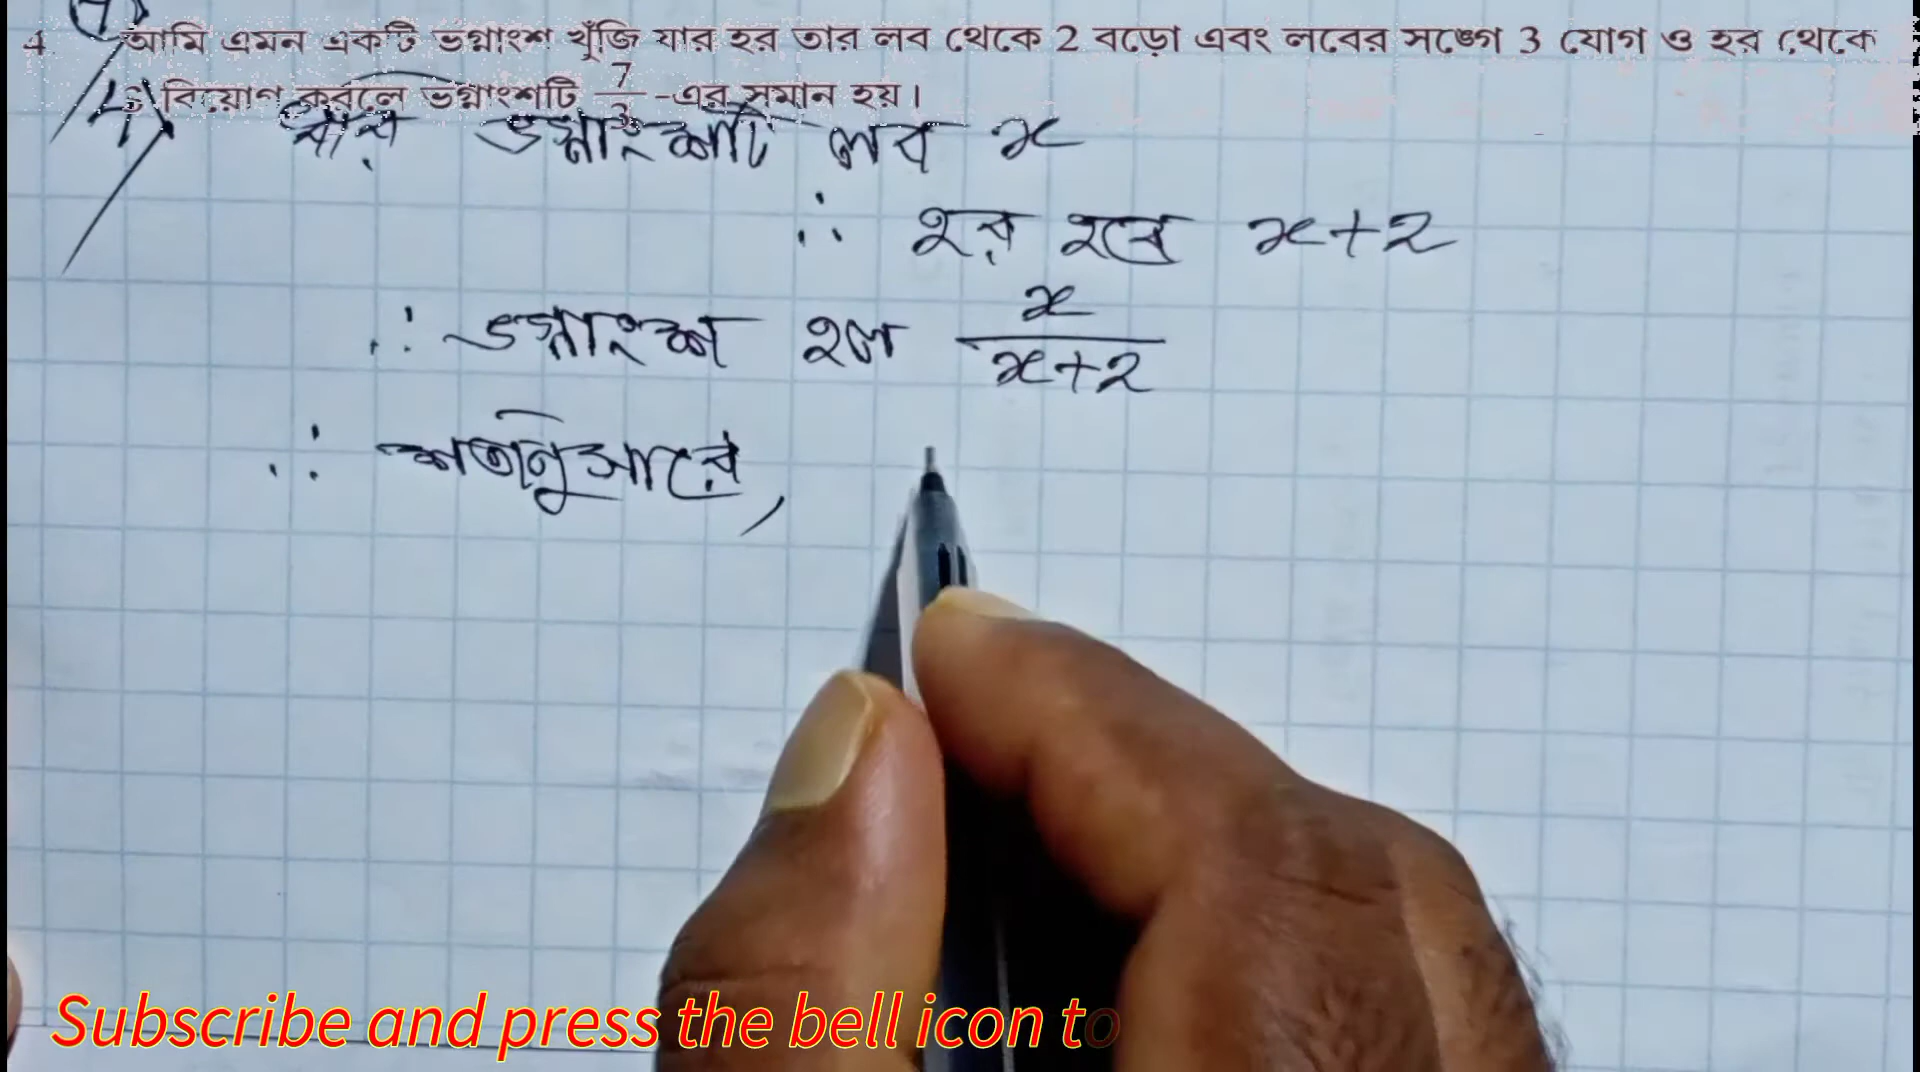 4. আমি এমন একটি ভগ্নাংশ খুঁজি যার হর তার লব থেকে 2 বড়ো এবং লবের সঙ্গে 3 যোগ ও হর থেকে
বিয়োগ করলে ভগ্নাংশটি 7/3 -এর সমান হয়।
4) ধরি ভগ্নাংশটি লব x
∴ হর হবে x+2
∴ ভগ্নাংশ হল x/x+2
∴ শর্তানুসারে,
Subscribe and press the bell icon to